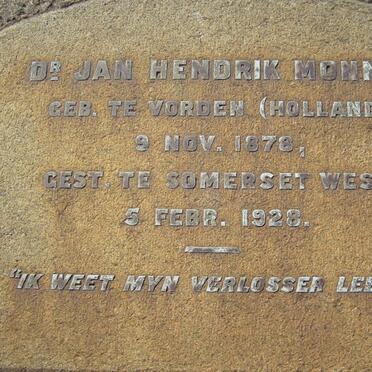 DR JAN HENDRIK MONN
GEB. TE VORDEN (HOLLAND
9 NOV. 1878,
GEST. TE SOMERSET WES
5 FEBR. 1928.
"IK WEET MYN VERLOSSER LEE